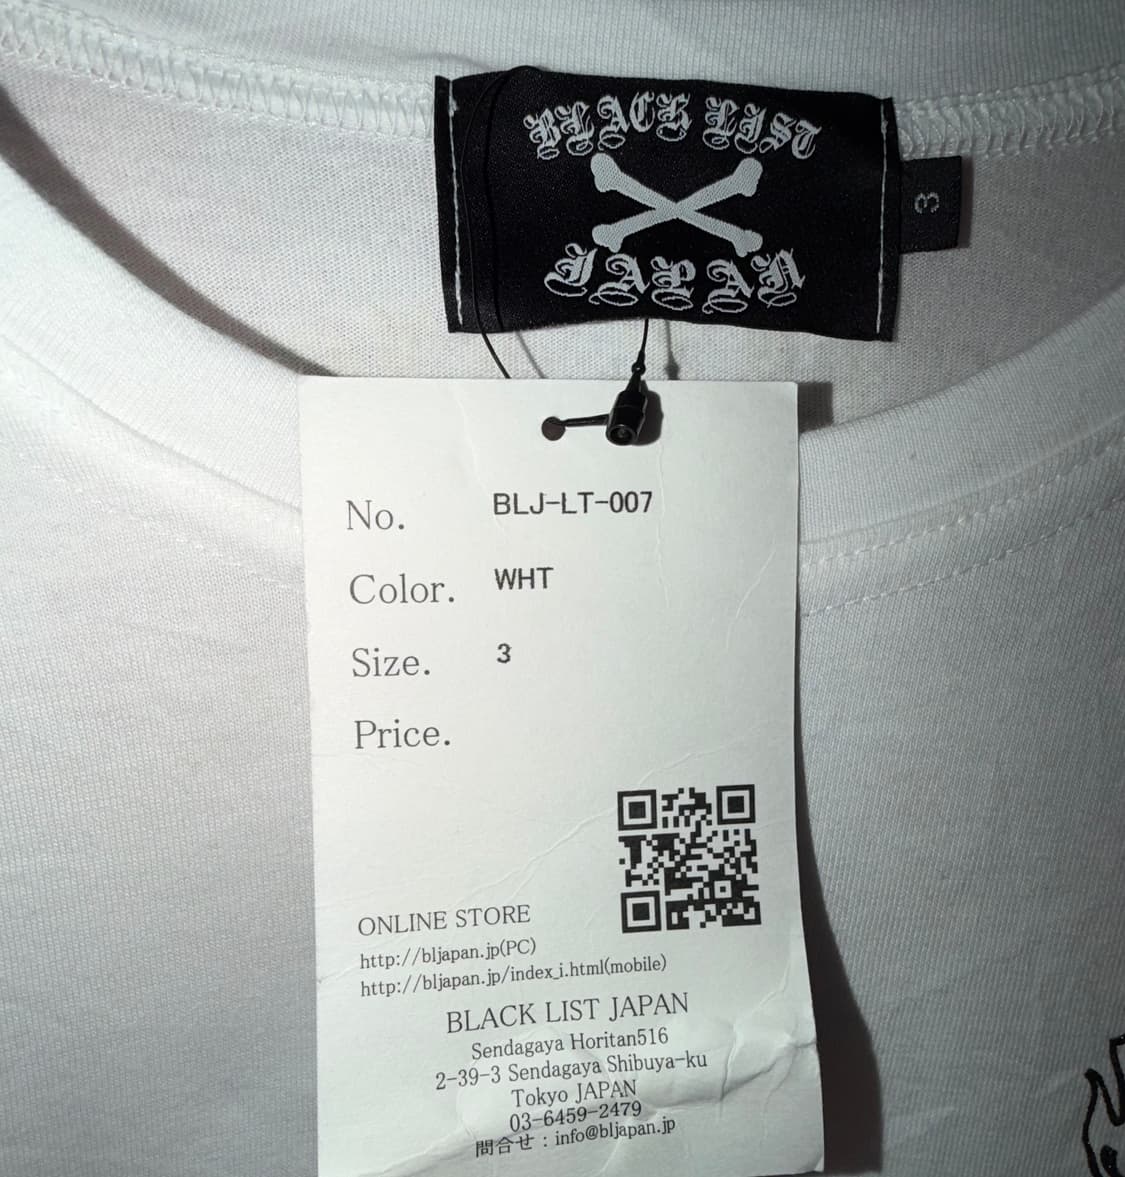 BLACK LIST
JAPAN
3
No. BLJ-LT-007
Color. WHT
Size. 3
Price.
ONLINE STORE
http://bljapan.jp(PC)
http://bljapan.jp/index_i.html(mobile)
BLACK LIST JAPAN
Sendagaya Horitan516
2-39-3 Sendagaya Shibuya-ku
Tokyo JAPAN
03-6459-2479
問合せ : info@bljapan.jp